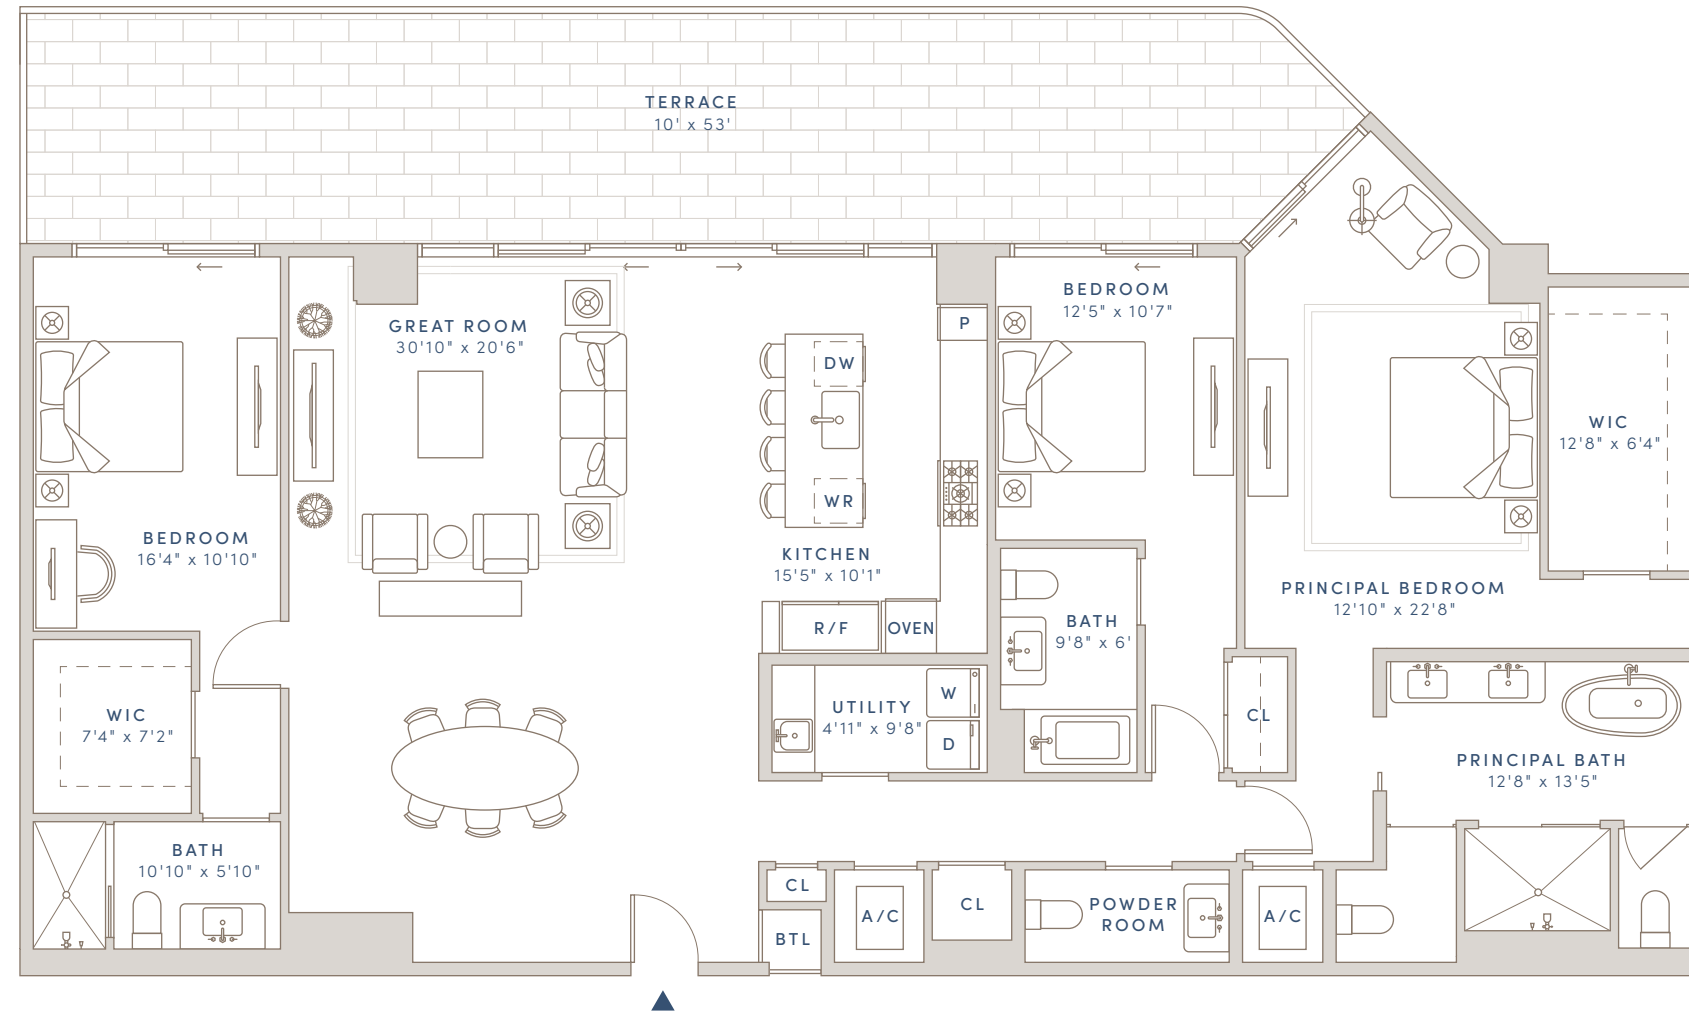 TERRACE
10' x 53'
BEDROOM
12'5" x 10'7"
GREAT ROOM
30'10" x 20'6"
P
DW
WIC
12'8" x 6'4"
WR
BEDROOM
16'4" x 10'10"
KITCHEN
15'5" x 10'1"
PRINCIPAL BEDROOM
12'10" x 22'8"
R/F
OVEN
BATH
9'8" x 6'
WIC
7'4" x 7'2"
UTILITY
4'11" x 9'8"
W
D
CL
PRINCIPAL BATH
12'8" x 13'5"
BATH
10'10" x 5'10"
CL
BTL
A/C
CL
POWDER
ROOM
A/C